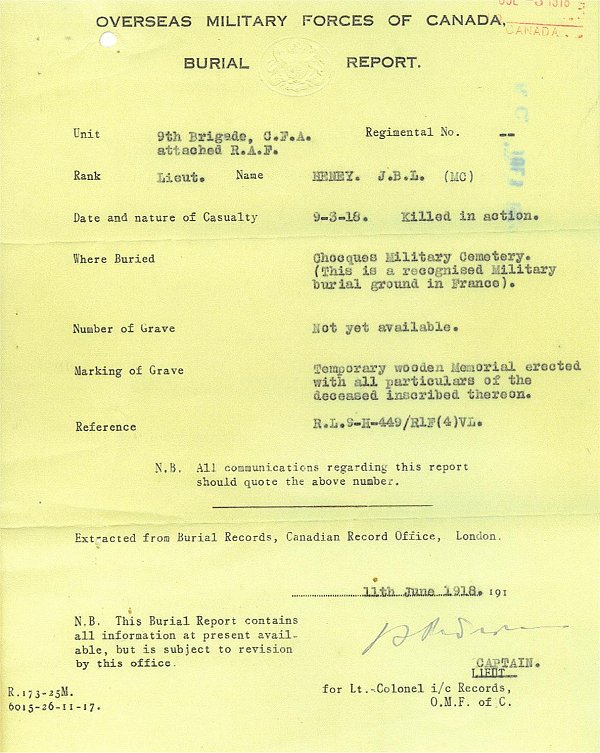 JUL -3 1918
CANADA
OVERSEAS MILITARY FORCES OF CANADA,
BURIAL REPORT.
Unit 9th Brigade, C.F.A. Regimental No. --
attached R.A.F.
Rank Lieut. Name HENEY. J.B.L. (MC)
Date and nature of Casualty 9-3-18. Killed in action.
Where Buried Chocques Military Cemetery.
(This is a recognised Military
burial ground in France).
Number of Grave Not yet available.
Marking of Grave Temporary wooden Memorial erected
with all particulars of the
deceased inscribed thereon.
Reference R.L.9-H-449/R1F(4)VL.
N.B. All communications regarding this report
should quote the above number.
Extracted from Burial Records, Canadian Record Office, London.
11th June 1918. 191
N.B. This Burial Report contains
all information at present avail-
able, but is subject to revision
by this office.
CAPTAIN.
LIEUT
for Lt.-Colonel i/c Records,
O.M.F. of C.
R.173-25M.
6015-26-11-17.